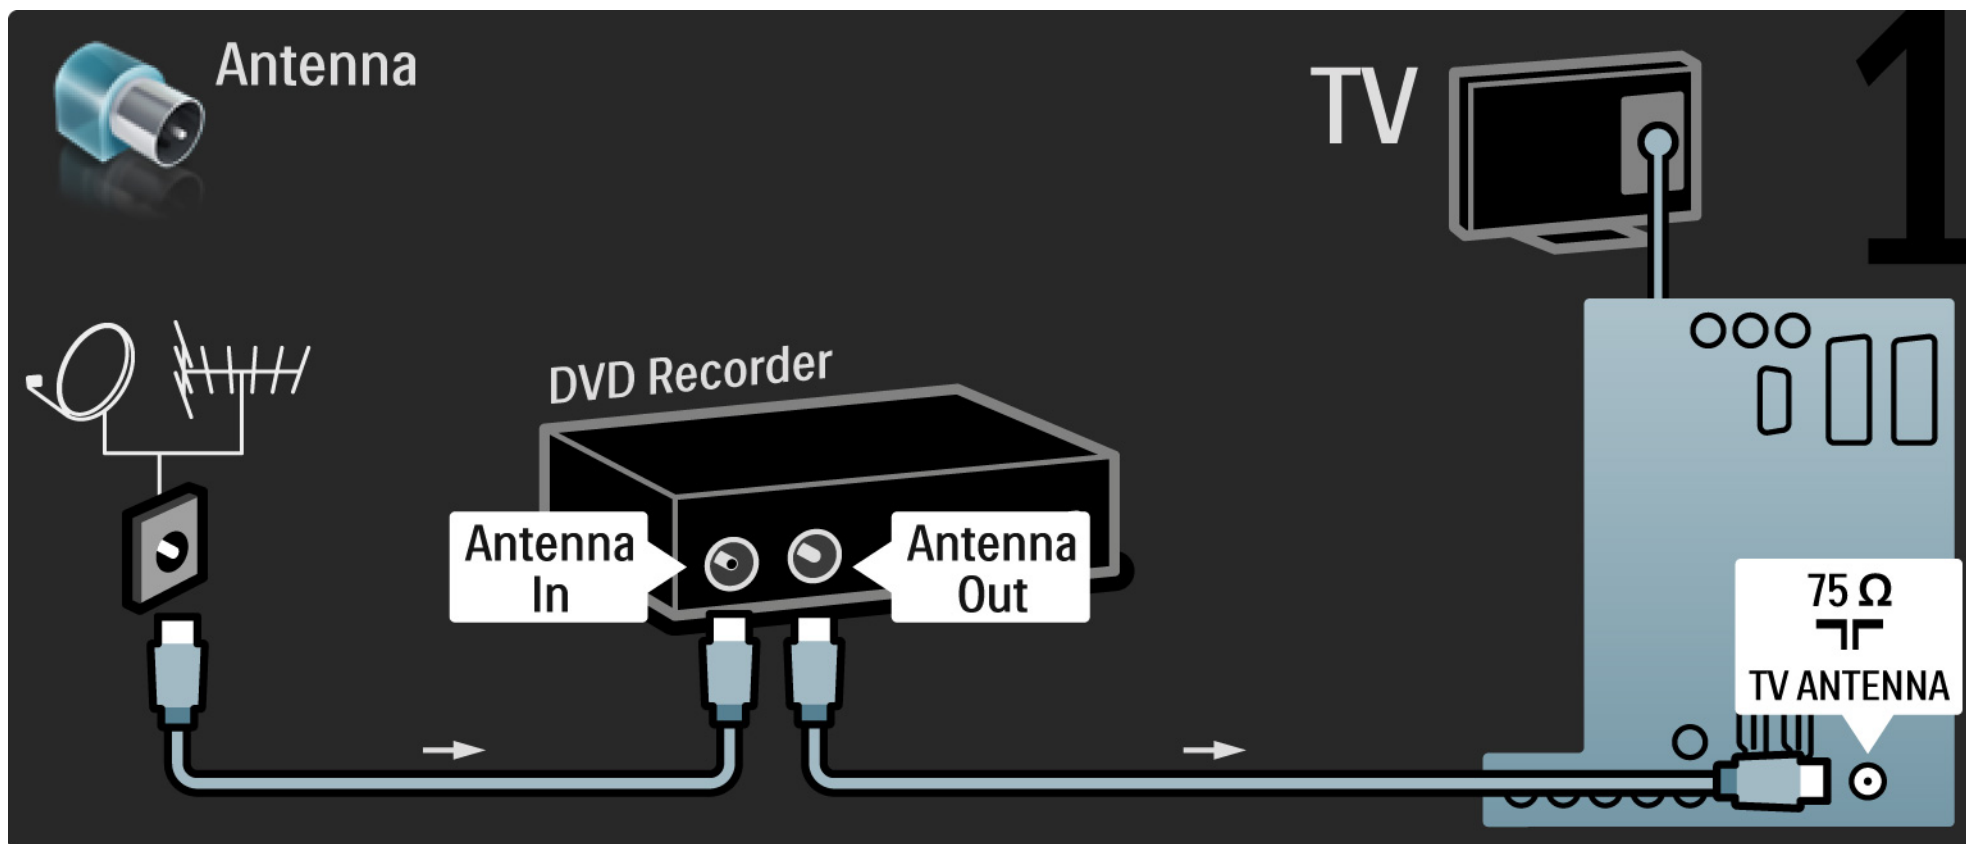 Antenna
TV
1
DVD Recorder
Antenna
In
Antenna
Out
75 Ω
TV ANTENNA